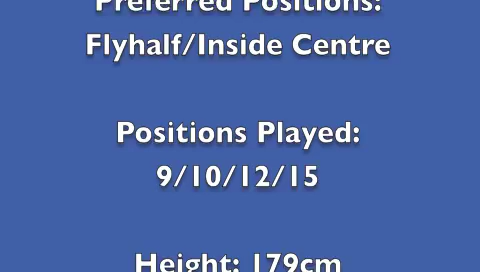 Preferred Positions:
Flyhalf/Inside Centre
Positions Played:
9/10/12/15
Height: 179cm